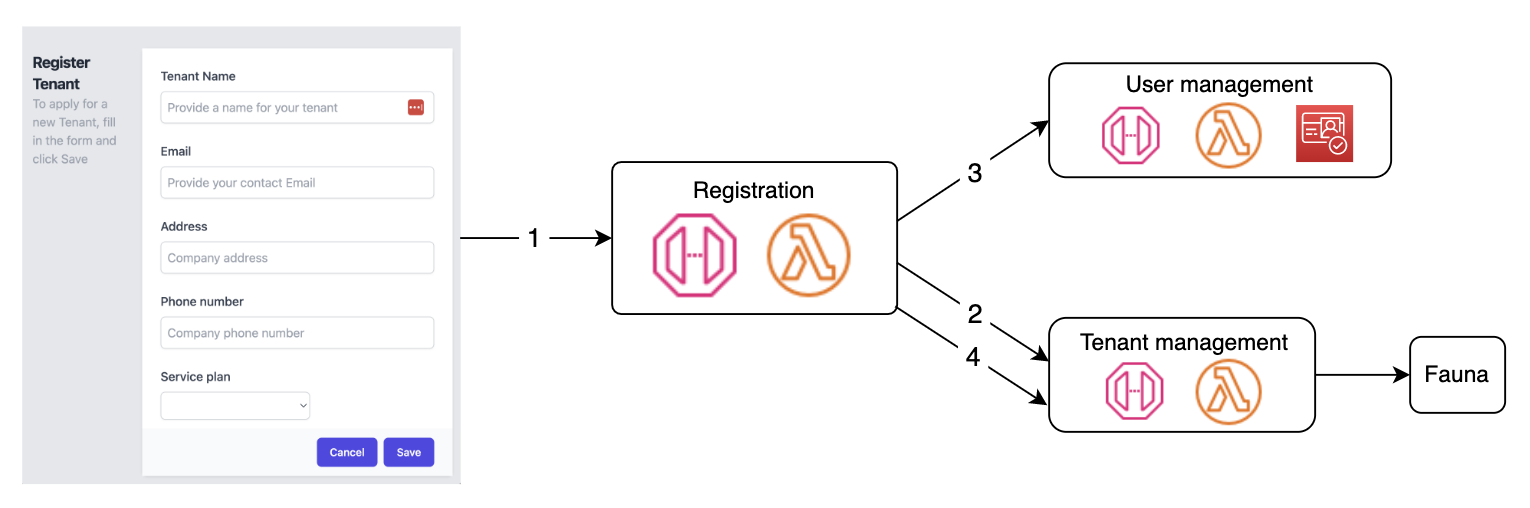 Register
Tenant
To apply for a
new Tenant, fill
in the form and
click Save
Tenant Name
Provide a name for your tenant
Email
Provide your contact Email
Address
Company address
Phone number
Company phone number
Service plan
Cancel
Save
1
Registration
3
2
4
User management
Tenant management
Fauna